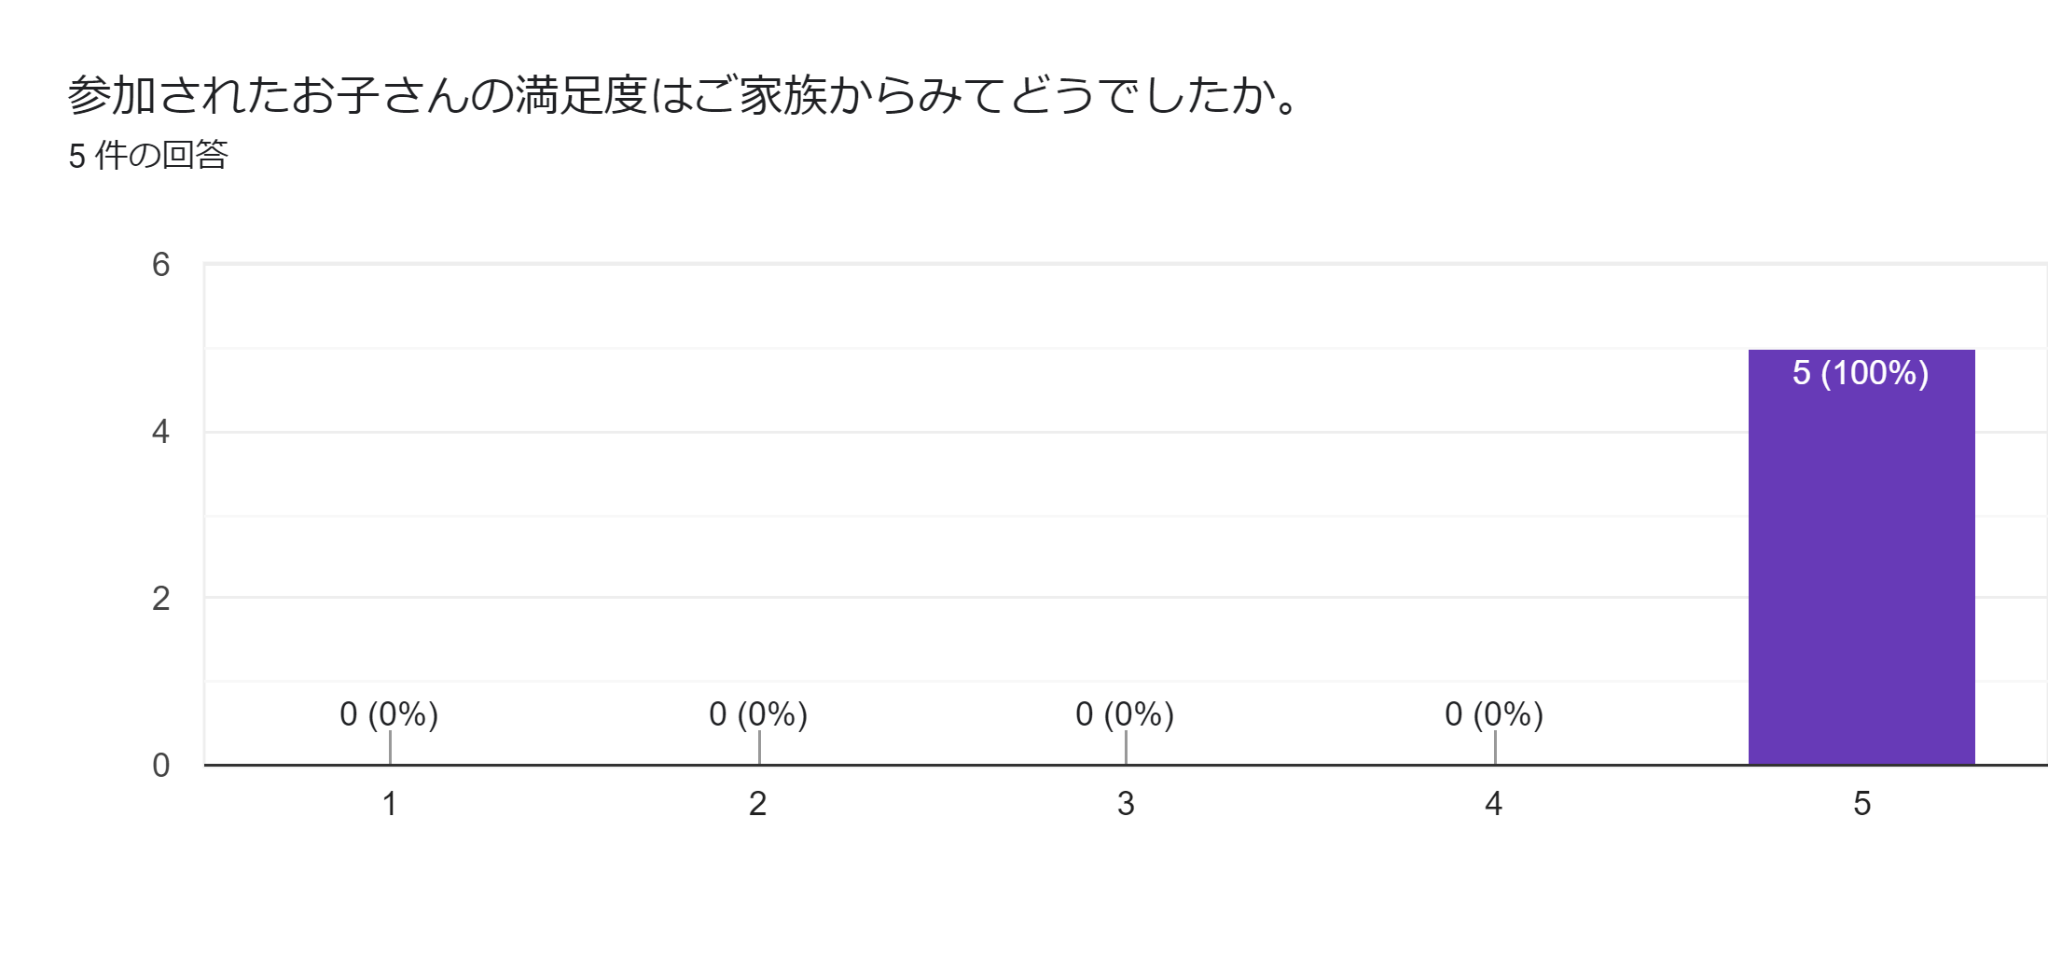 参加されたお子さんの満足度はご家族からみてどうでしたか。
5 件の回答
6
5 (100%)
4
2
0 (0%) 0 (0%) 0 (0%) 0 (0%)
0
1 2 3 4 5